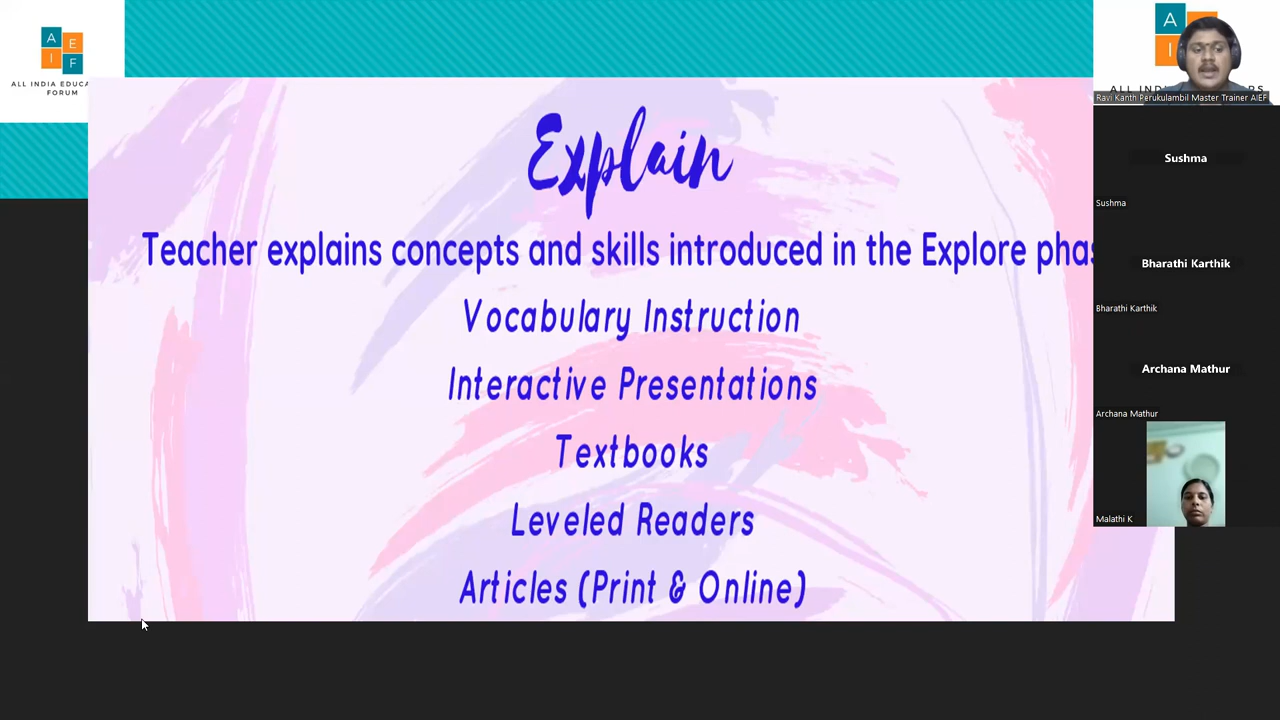 A
E
I
F
ALL INDIA EDUCA
FORUM
Explain
Teacher explains concepts and skills introduced in the Explore phas
Vocabulary Instruction
Interactive Presentations
Textbooks
Leveled Readers
Articles (Print & Online)
A
I
Ravi Kanth Perukulambil Master Trainer AIEF
Sushma
Sushma
Bharathi Karthik
Bharathi Karthik
Archana Mathur
Archana Mathur
Malathi K